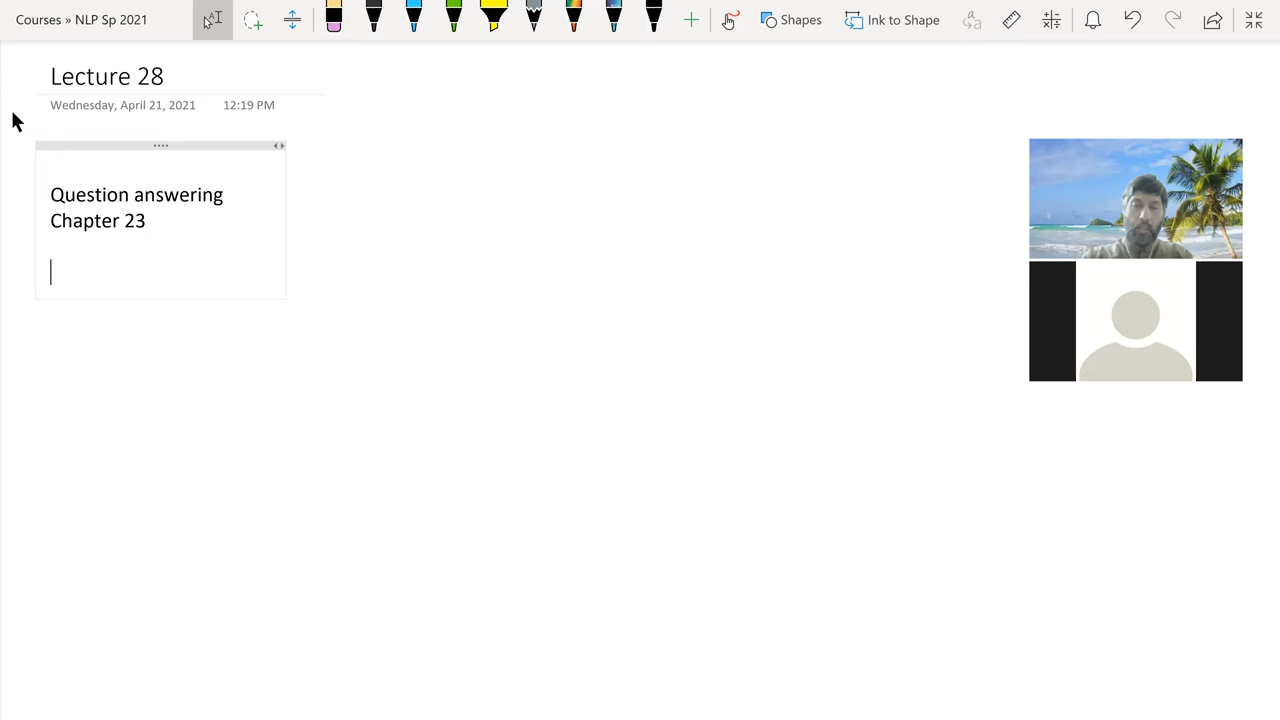 Courses » NLP Sp 2021
Shapes
Ink to Shape
Lecture 28
Wednesday, April 21, 2021 12:19 PM
Question answering
Chapter 23